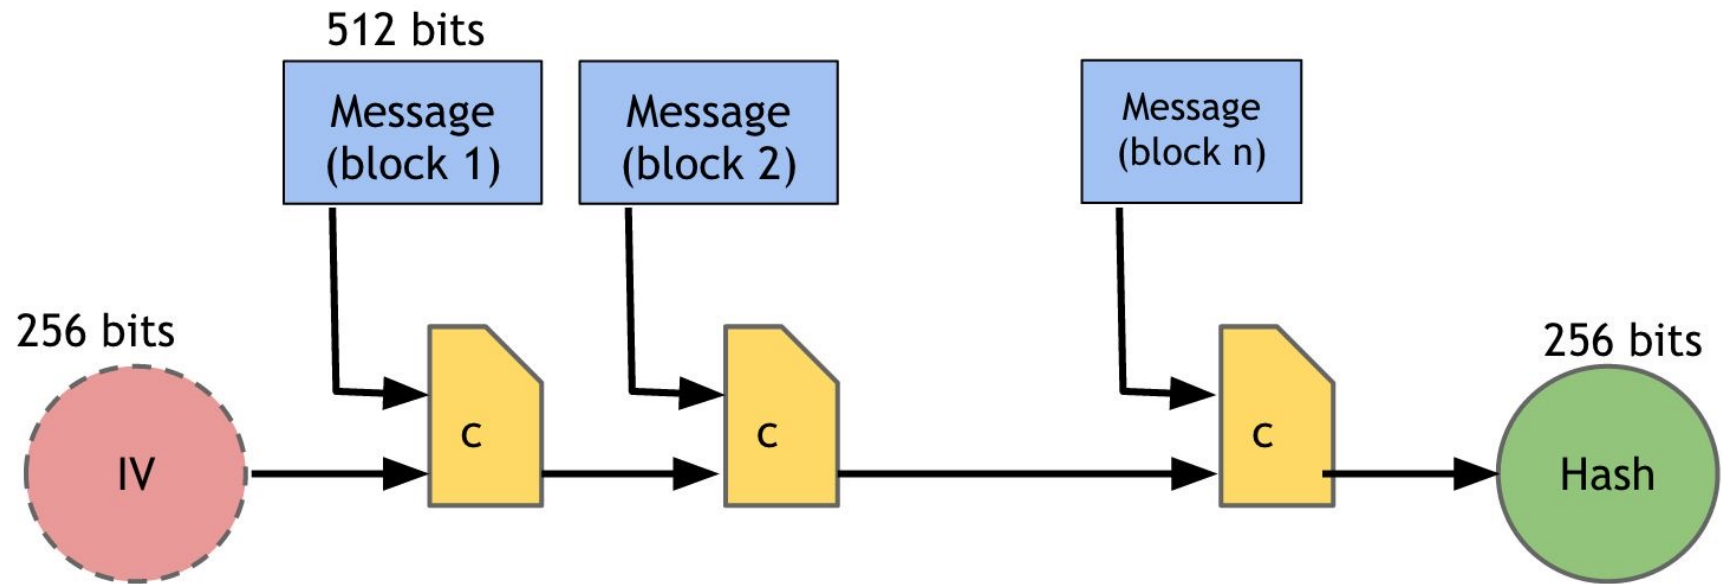 512 bits
Message
(block 1)
Message
(block 2)
Message
(block n)
256 bits
IV
c
c
c
256 bits
Hash